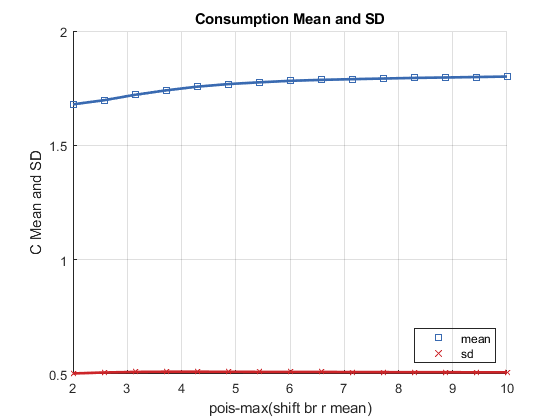 Consumption Mean and SD
2
1.5
1
0.5
C Mean and SD
2 3 4 5 6 7 8 9 10
pois-max(shift br r mean)
mean
sd